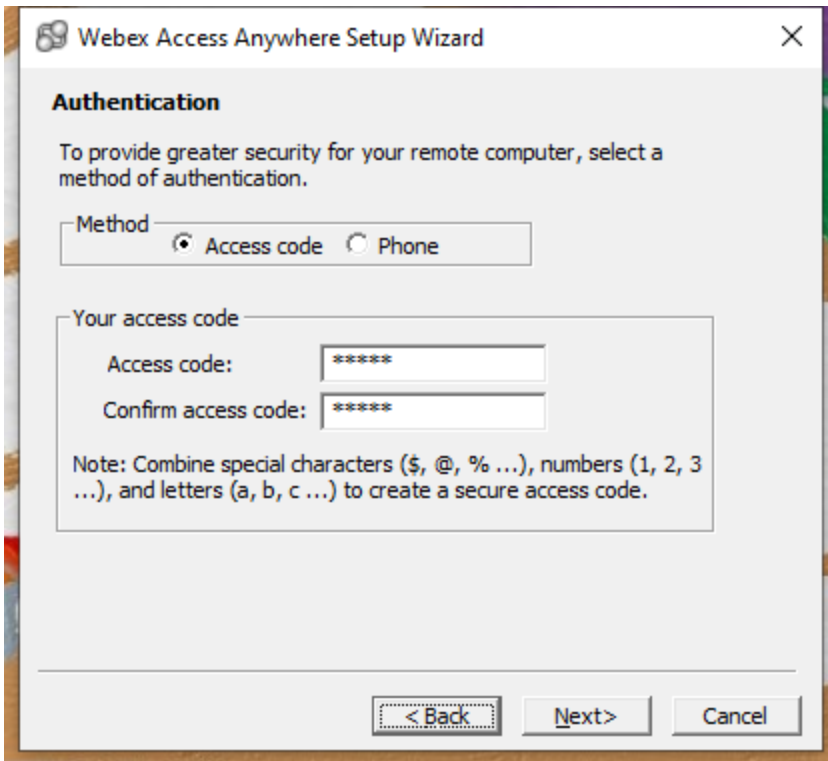 Webex Access Anywhere Setup Wizard
Authentication
To provide greater security for your remote computer, select a
method of authentication.
Method
Access code Phone
Your access code
Access code: *****
Confirm access code: *****
Note: Combine special characters ($, @, % ...), numbers (1, 2, 3
...), and letters (a, b, c ...) to create a secure access code.
< Back Next> Cancel